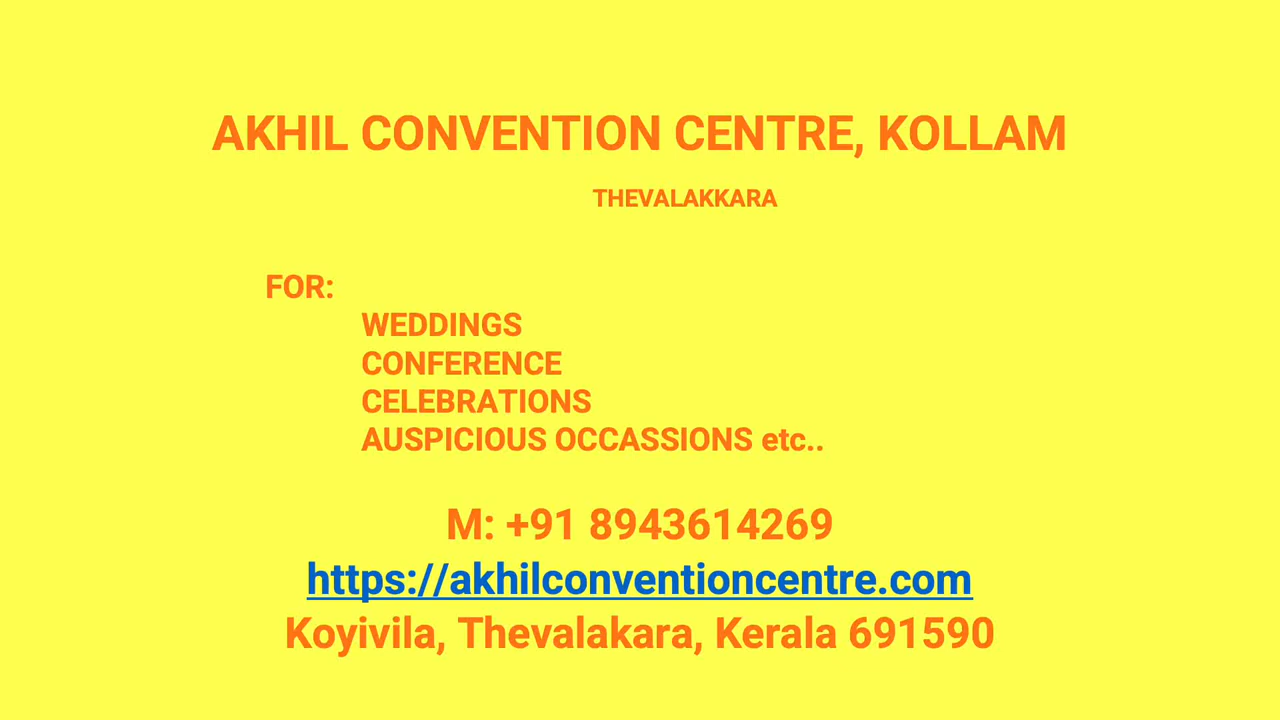 AKHIL CONVENTION CENTRE, KOLLAM
THEVALAKKARA
FOR:
WEDDINGS
CONFERENCE
CELEBRATIONS
AUSPICIOUS OCCASSIONS etc..
M: +91 8943614269
https://akhilconventioncentre.com
Koyivila, Thevalakara, Kerala 691590